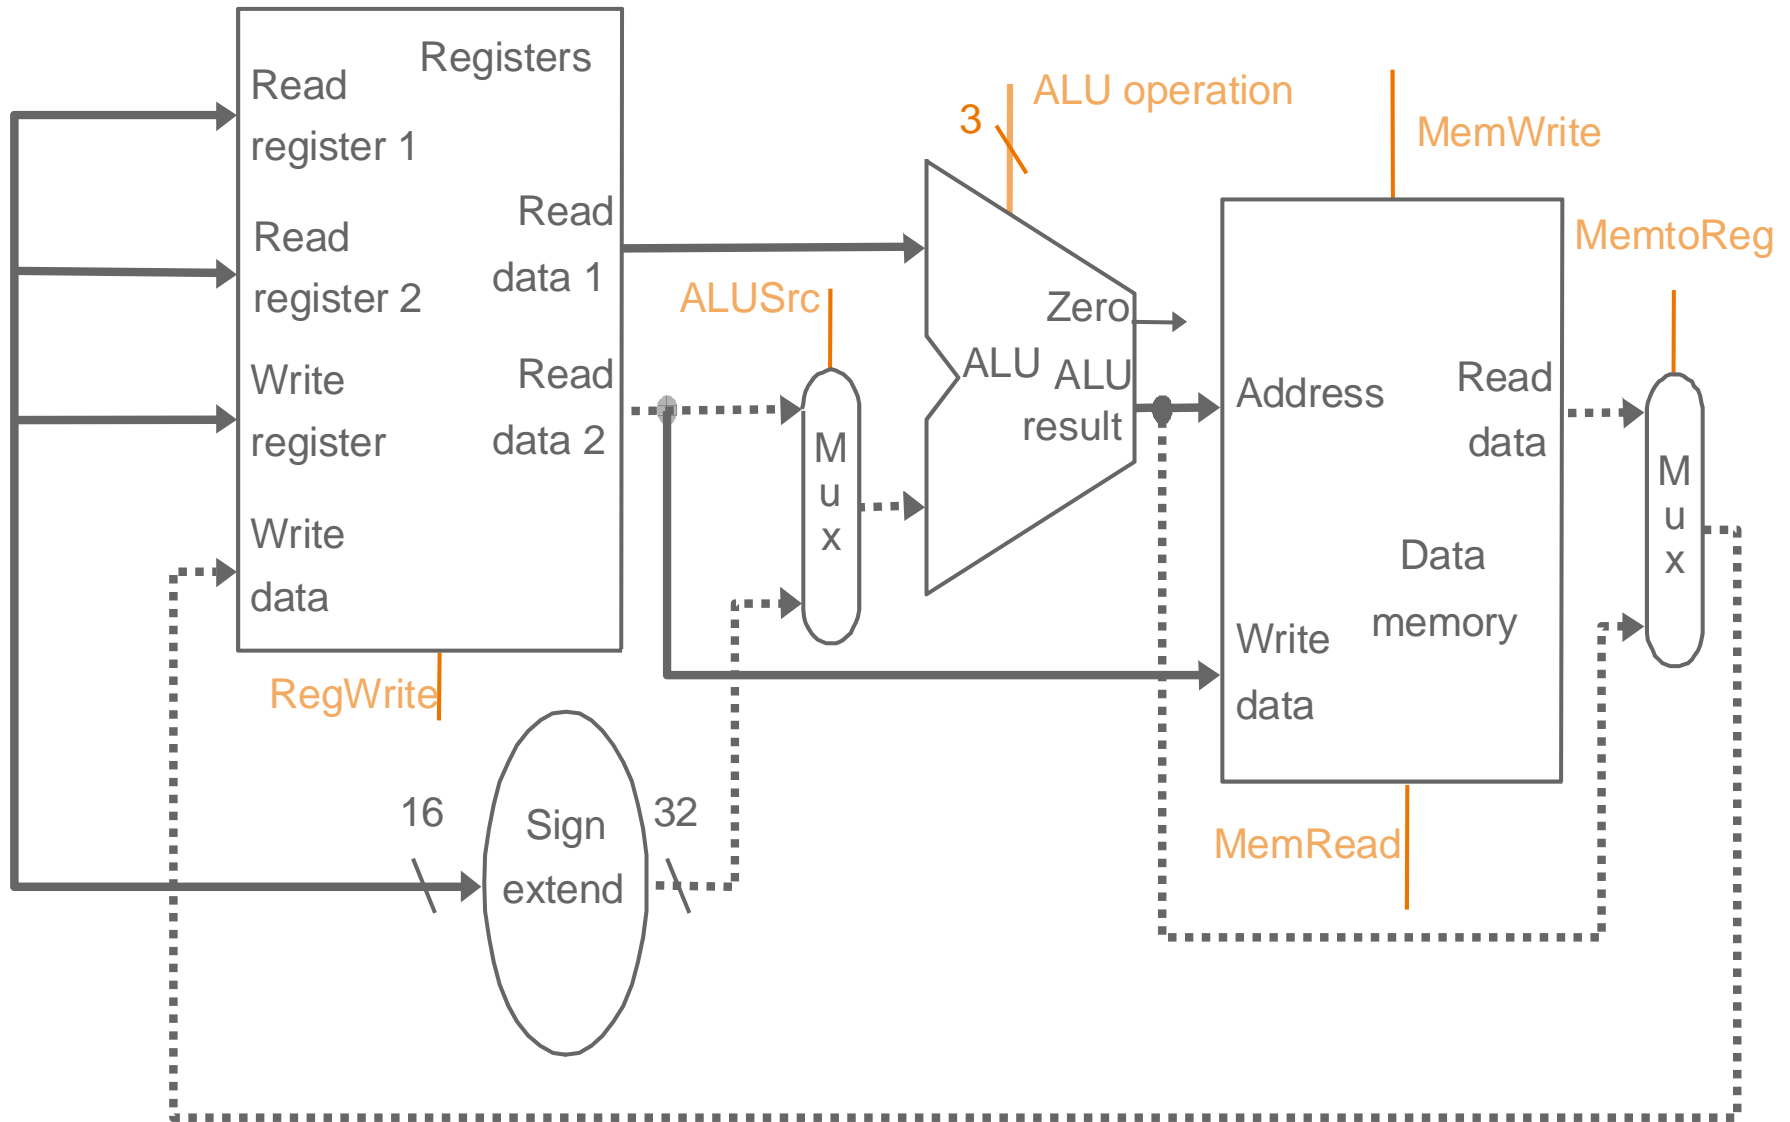 Registers
Read
register 1
Read
register 2
Write
register
Write
data
Read
data 1
Read
data 2
RegWrite
16
Sign
extend
32
ALUSrc
M
u
x
3
ALU operation
Zero
ALU
ALU
result
MemWrite
Address
Read
data
Data
memory
Write
data
MemRead
MemtoReg
M
u
x